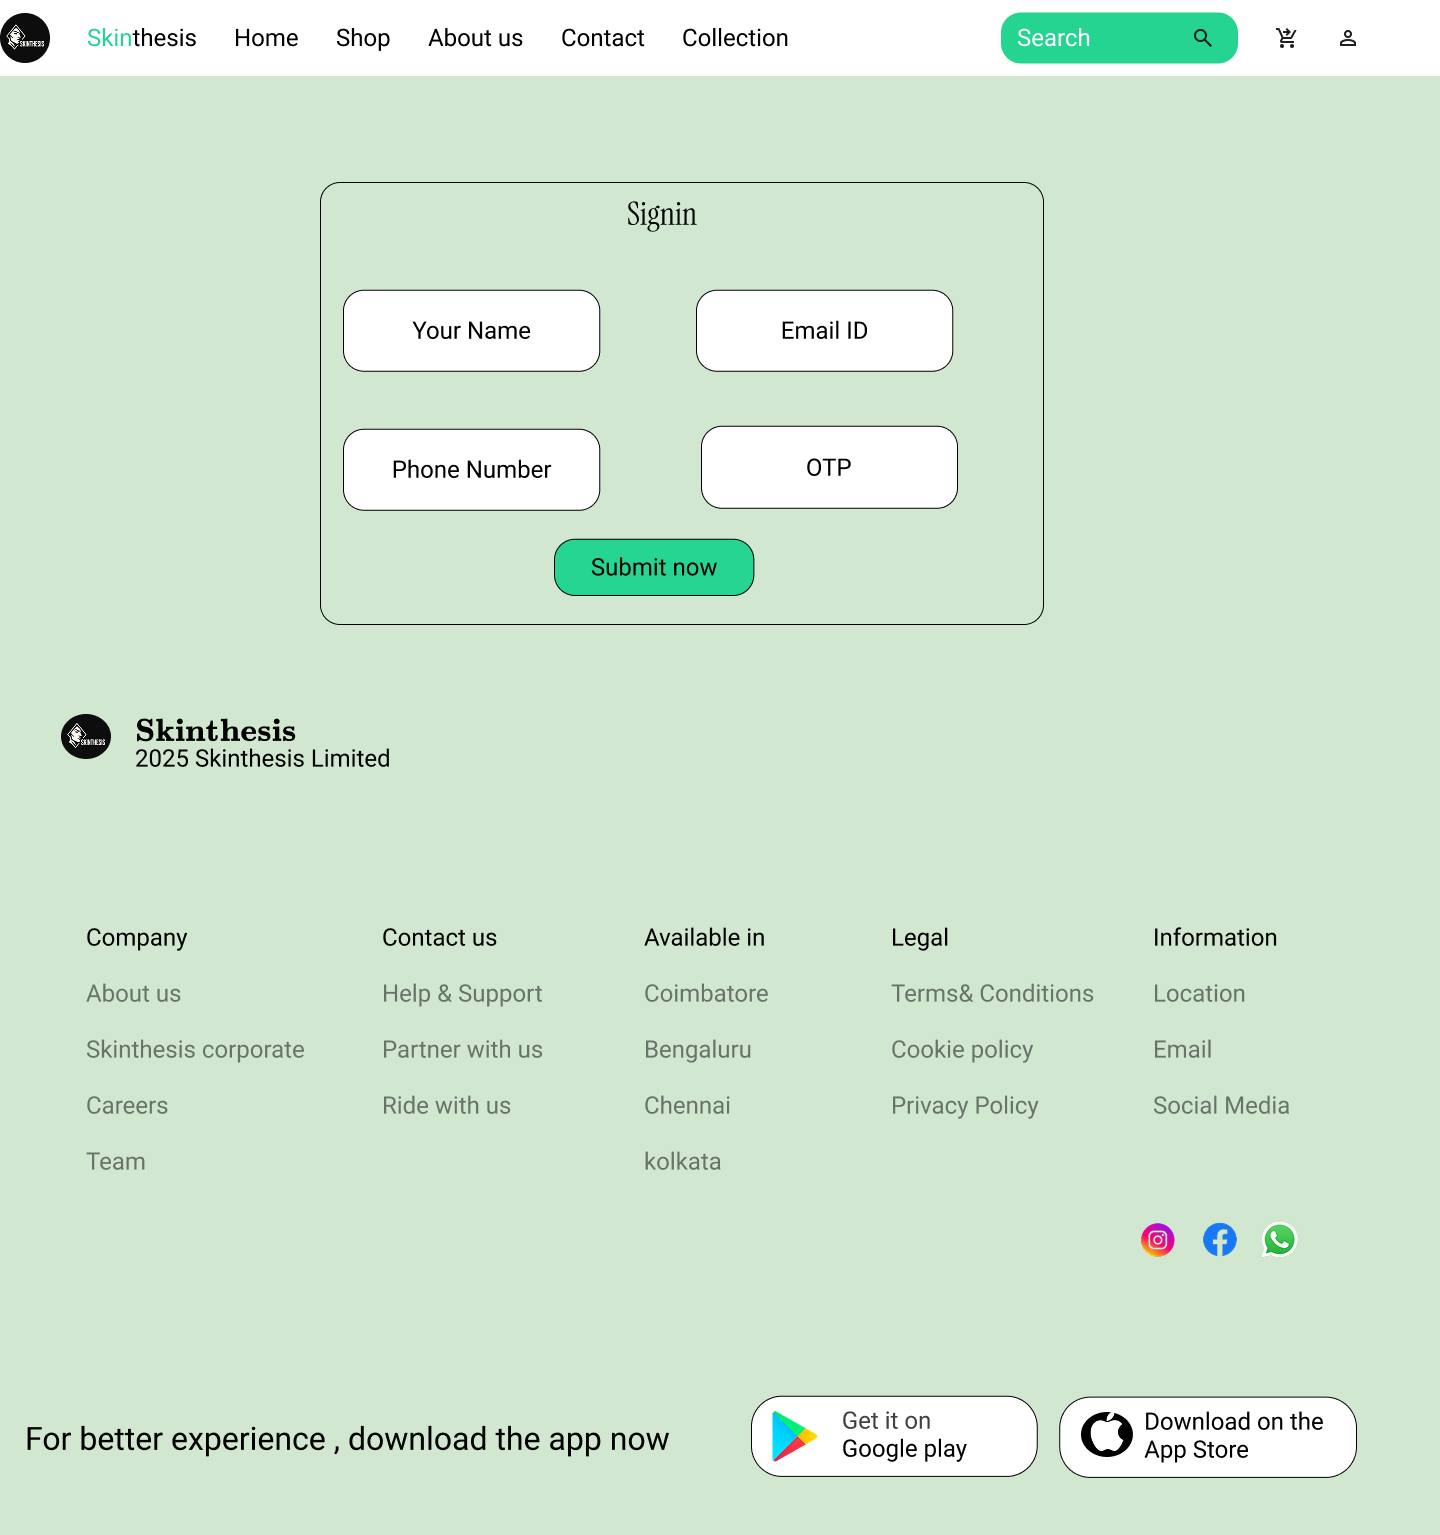 SKINTHESIS
Skinthesis Home Shop About us Contact Collection Search
Signin
Your Name Email ID
Phone Number OTP
Submit now
SKINTHESIS
Skinthesis
2025 Skinthesis Limited
Company Contact us Available in Legal Information
About us Help & Support Coimbatore Terms& Conditions Location
Skinthesis corporate Partner with us Bengaluru Cookie policy Email
Careers Ride with us Chennai Privacy Policy Social Media
Team kolkata
For better experience , download the app now
Get it on
Google play
Download on the
App Store